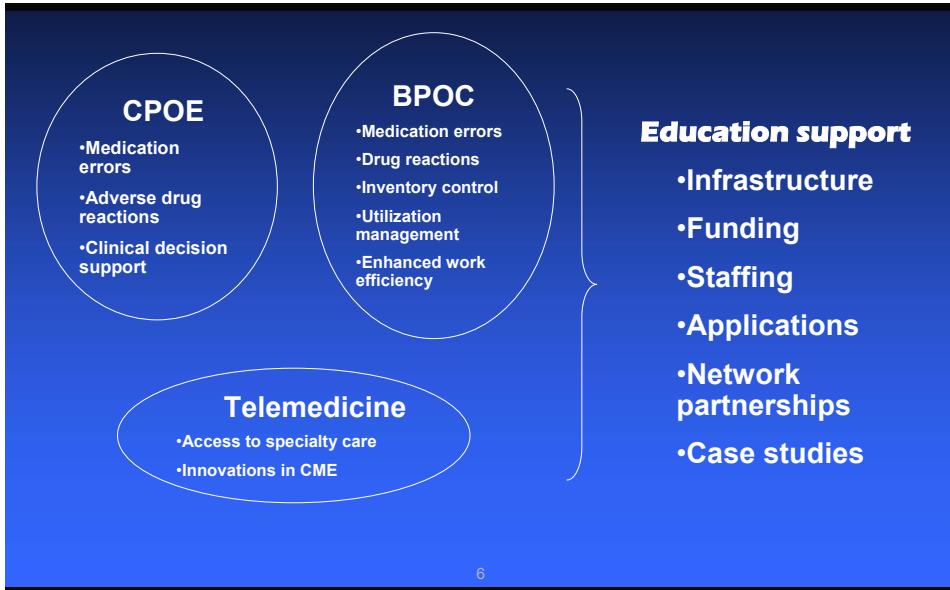 CPOE
•Medication
errors
•Adverse drug
reactions
•Clinical decision
support
BPOC
•Medication errors
•Drug reactions
•Inventory control
•Utilization
management
•Enhanced work
efficiency
Telemedicine
•Access to specialty care
•Innovations in CME
Education support
•Infrastructure
•Funding
•Staffing
•Applications
•Network
partnerships
•Case studies
6